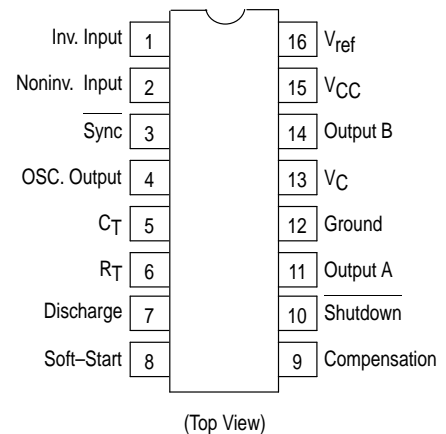 Inv. Input 1 16 Vref
Noninv. Input 2 15 VCC
Sync 3 14 Output B
OSC. Output 4 13 VC
CT 5 12 Ground
RT 6 11 Output A
Discharge 7 10 Shutdown
Soft–Start 8 9 Compensation
(Top View)